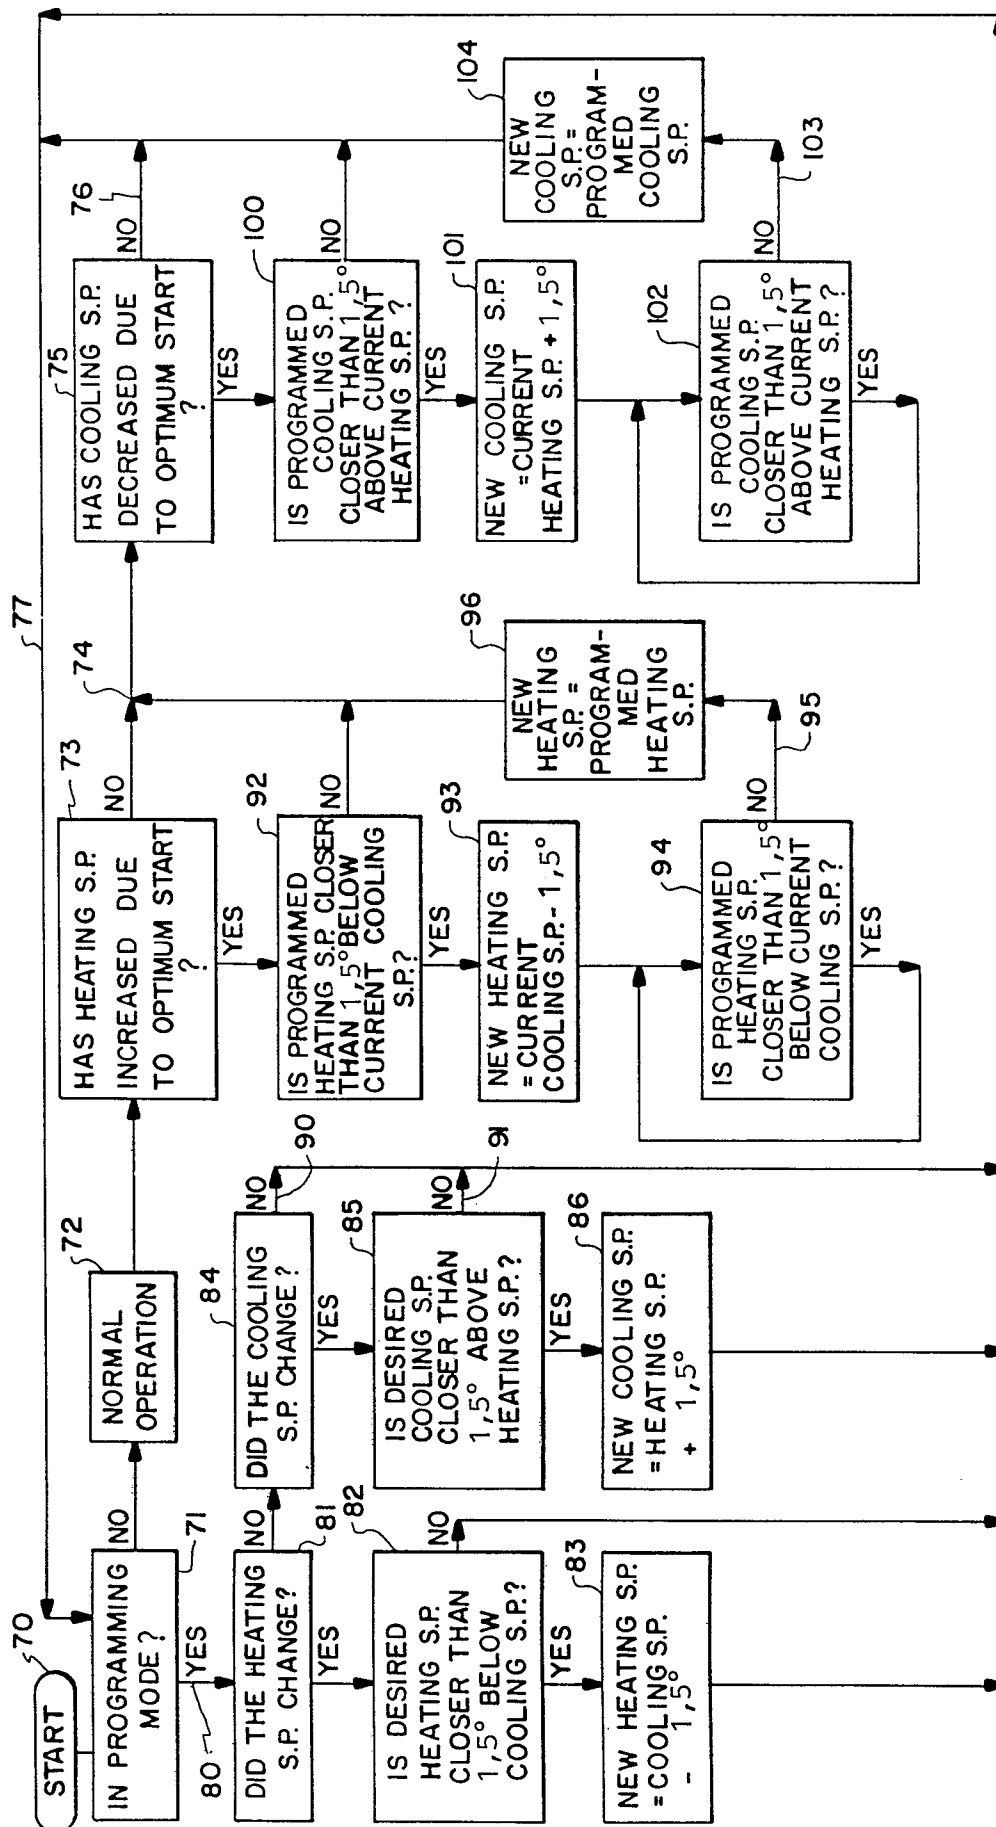 70
START
IN PROGRAMMING
MODE?
71
NO
YES
80
72
NORMAL
OPERATION
73
HAS HEATING S.P.
INCREASED DUE
TO OPTIMUM START
?
NO
YES
74
75
HAS COOLING S.P.
DECREASED DUE
TO OPTIMUM START
?
NO
YES
76
77
DID THE HEATING
S.P. CHANGE?
81
NO
YES
82
IS DESIRED
HEATING S.P.
CLOSER THAN
1,5° BELOW
COOLING S.P.?
NO
YES
83
NEW HEATING S.P.
=COOLING S.P.
- 1,5°
84
DID THE COOLING
S.P. CHANGE?
NO
90
YES
85
IS DESIRED
COOLING S.P.
CLOSER THAN
1,5° ABOVE
HEATING S.P.?
NO
91
YES
86
NEW COOLING S.P.
=HEATING S.P.
+ 1,5°
92
IS PROGRAMMED
HEATING S.P. CLOSER
THAN 1,5° BELOW
CURRENT COOLING
S.P.?
NO
YES
93
NEW HEATING S.P.
=CURRENT
COOLING S.P.- 1,5°
94
IS PROGRAMMED
HEATING S.P.
CLOSER THAN 1,5°
BELOW CURRENT
COOLING S.P.?
NO
YES
95
96
NEW
HEATING
S.P. =
PROGRAM-
MED
HEATING
S.P.
100
IS PROGRAMMED
COOLING S.P.
CLOSER THAN 1,5°
ABOVE CURRENT
HEATING S.P.?
NO
YES
101
NEW COOLING S.P.
=CURRENT
HEATING S.P. +1,5°
102
IS PROGRAMMED
COOLING S.P.
CLOSER THAN 1,5°
ABOVE CURRENT
HEATING S.P.?
NO
YES
103
104
NEW
COOLING
S.P.=
PROGRAM-
MED
COOLING
S.P.